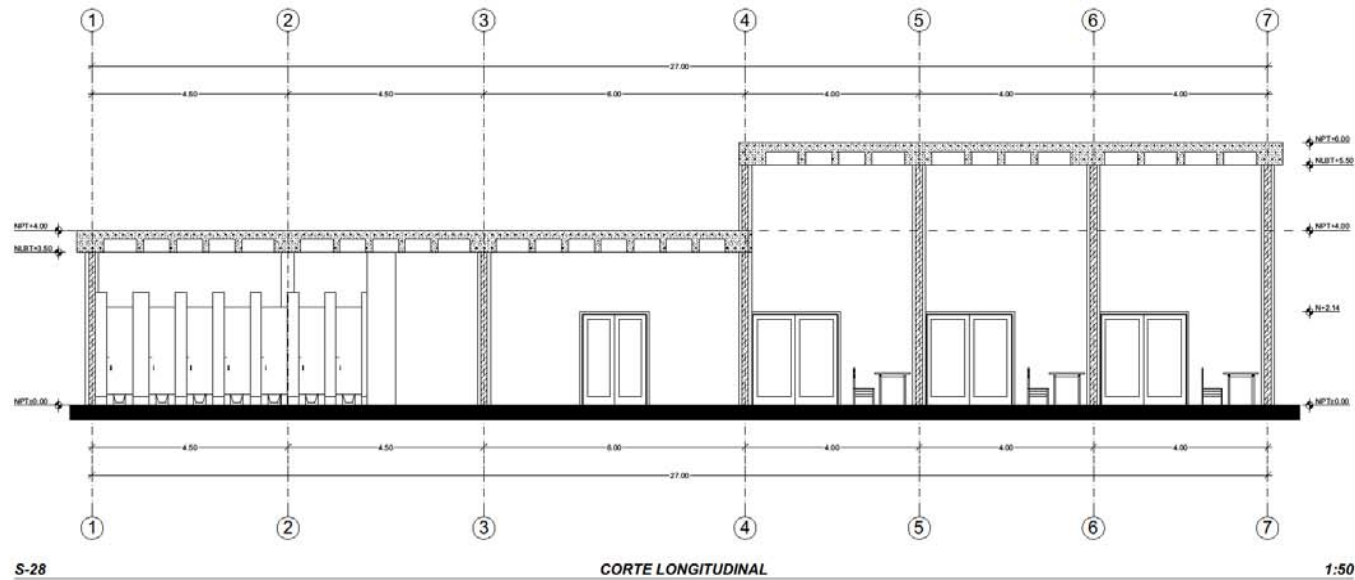 1 2 3 4 5 6 7
27.00
4.50 4.50 6.00 4.00 4.00 4.00
NPT+6.00
NLBT+5.50
NPT+4.00 NPT+4.00
NLBT+3.50
N+2.14
NPT±0.00 NPT±0.00
4.50 4.50 6.00 4.00 4.00 4.00
27.00
1 2 3 4 5 6 7
S-28 CORTE LONGITUDINAL 1:50